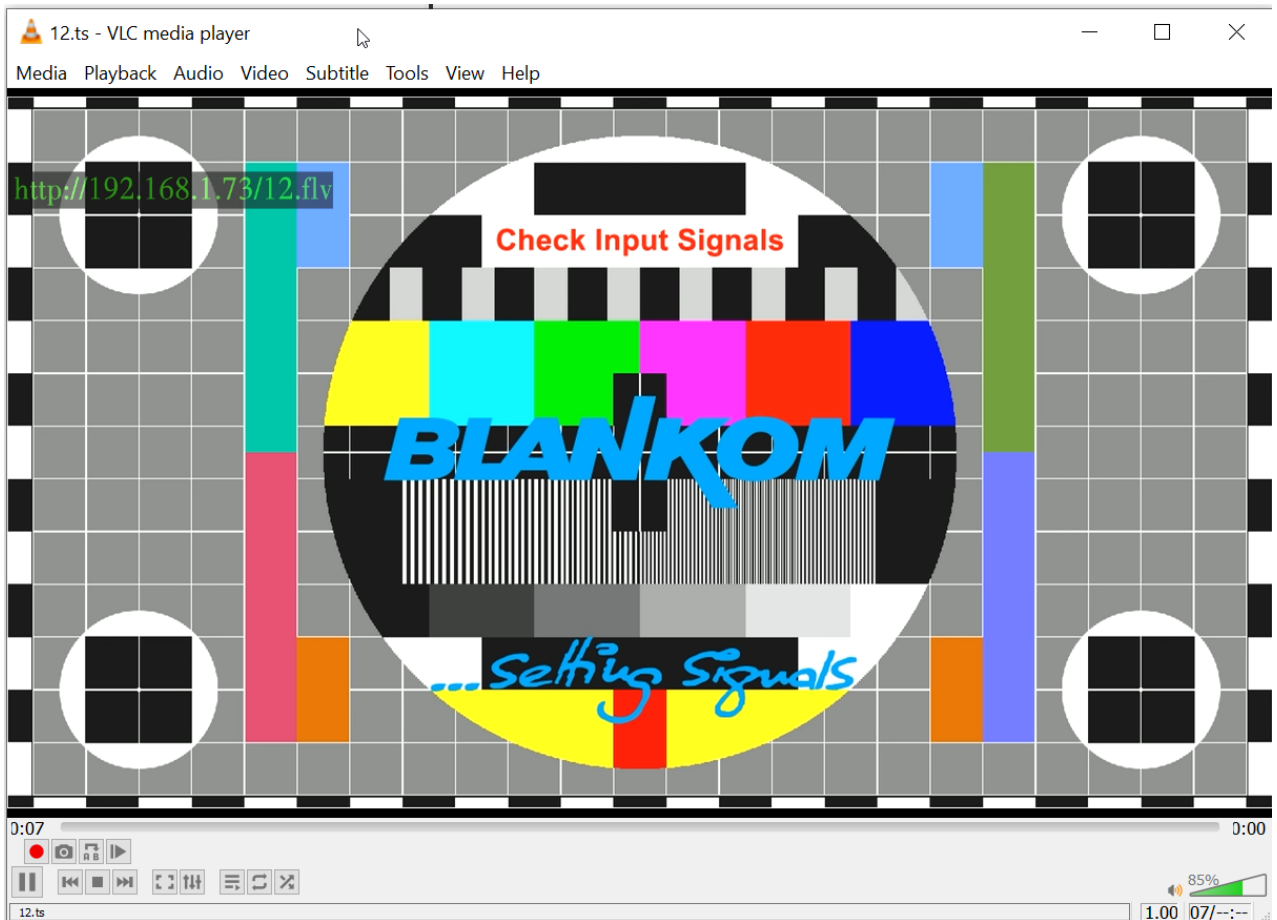 12.ts - VLC media player
Media Playback Audio Video Subtitle Tools View Help
http://192.168.1.73/12.flv
Check Input Signals
BLANKOM
...Setting Signals
0:07
0:00
A B
85%
12.ts
1.00 07/--:--